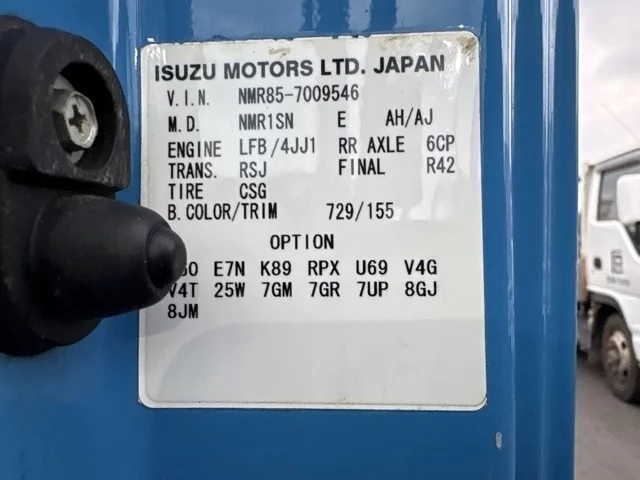 ISUZU MOTORS LTD. JAPAN
V.I.N. NMR85-7009546
M.D. NMR1SN E AH/AJ
ENGINE LFB/4JJ1 RR AXLE 6CP
TRANS. RSJ FINAL R42
TIRE CSG
B.COLOR/TRIM 729/155
OPTION
E7N K89 RPX U69 V4G
V4T 25W 7GM 7GR 7UP 8GJ
8JM